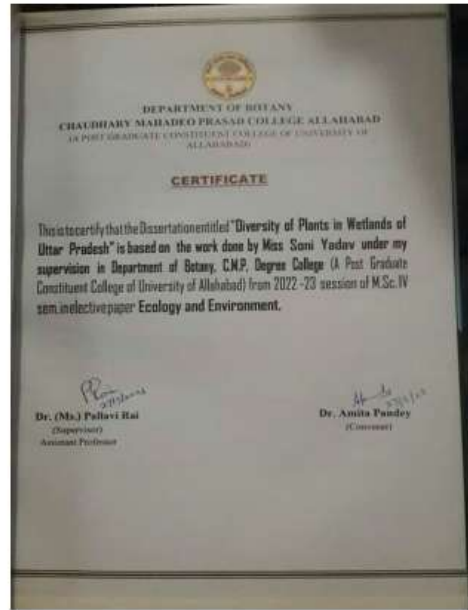 DEPARTMENT OF BOTANY
CHAUDHARY MAHADEO PRASAD COLLEGE ALLAHABAD
(A POST GRADUATE CONSTITUENT COLLEGE OF UNIVERSITY OF
ALLAHABAD)
CERTIFICATE
This is to certify that the Dissertation entitled "Diversity of Plants in Wetlands of
Uttar Pradesh" is based on the work done by Miss Soni Yadav under my
supervision in Department of Botany, C.M.P. Degree College (A Post Graduate
Constituent College of University of Allahabad) from 2022-23 session of M.Sc. IV
sem. in elective paper Ecology and Environment.
Dr. (Ms.) Pallavi Rai
(Supervisor)
Assistant Professor
Dr. Amita Pandey
(Convener)